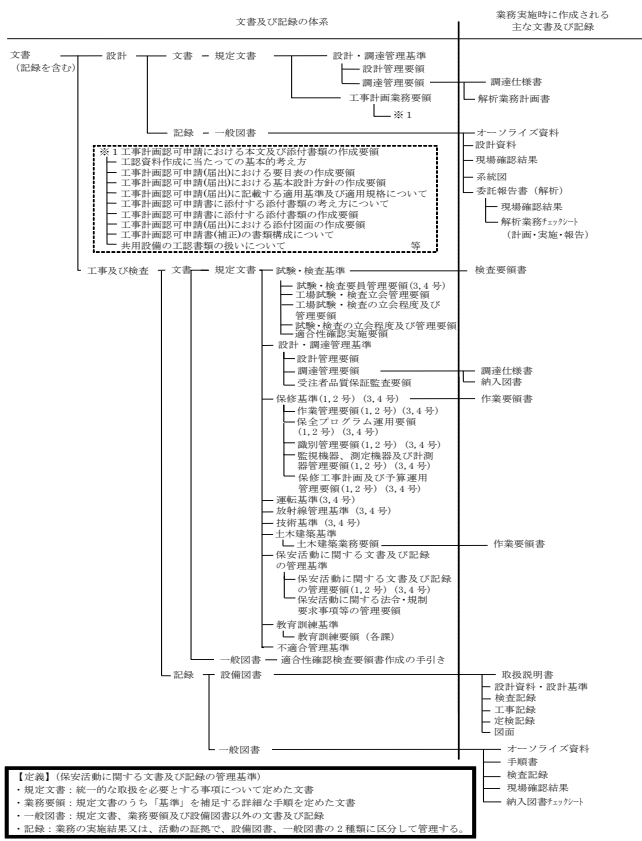 文書及び記録の体系
業務実施時に作成される
主な文書及び記録
文書
(記録を含む)
設計
文書
規定文書
設計・調達管理基準
設計管理要領
調達管理要領
調達仕様書
解析業務計画書
工事計画業務要領
※1
記録
一般図書
オーソライズ資料
設計資料
現場確認結果
系統図
委託報告書(解析)
現場確認結果
解析業務チェックシート
(計画・実施・報告)
※1工事計画認可申請における本文及び添付書類の作成要領
工認資料作成に当たっての基本的考え方
工事計画認可申請(届出)における要目表の作成要領
工事計画認可申請(届出)における基本設計方針の作成要領
工事計画認可申請(届出)に記載する適用基準及び適用規格について
工事計画認可申請書に添付する添付書類の考え方について
工事計画認可申請書に添付する添付書類の作成要領
工事計画認可申請(届出)における添付図面の作成要領
工事計画認可申請書(補正)の書類構成について
共用設備の工認書類の扱いについて 等
工事及び検査
文書
規定文書
試験・検査基準
検査要領書
試験・検査要員管理要領(3,4号)
工場試験・検査立会管理要領
工場試験・検査の立会程度及び
管理要領
試験・検査の立会程度及び管理要領
適合性確認実施要領
設計・調達管理基準
設計管理要領
調達管理要領
調達仕様書
納入図書
受注者品質保証監査要領
保修基準(1,2号)(3,4号)
作業要領書
作業管理要領(1,2号)(3,4号)
保全プログラム運用要領
(1,2号)(3,4号)
識別管理要領(1,2号)(3,4号)
監視機器、測定機器及び計測
器管理要領(1,2号)(3,4号)
保修工事計画及び予算運用
管理要領(1,2号)(3,4号)
運転基準(3,4号)
放射線管理基準(3,4号)
技術基準(3,4号)
土木建築基準
土木建築業務要領
作業要領書
保安活動に関する文書及び記録
の管理基準
保安活動に関する文書及び記録
の管理要領(1,2号)(3,4号)
保安活動に関する法令・規制
要求事項等の管理要領
教育訓練基準
教育訓練要領(各課)
不適合管理基準
一般図書
適合性確認検査要領書作成の手引き
記録
設備図書
取扱説明書
設計資料・設計基準
検査記録
工事記録
定検記録
図面
一般図書
オーソライズ資料
手順書
検査記録
現場確認結果
納入図書チェックシート
【定義】(保安活動に関する文書及び記録の管理基準)
・規定文書:統一的な取扱を必要とする事項について定めた文書
・業務要領:規定文書のうち「基準」を補足する詳細な手順を定めた文書
・一般図書:規定文書、業務要領及び設備図書以外の文書及び記録
・記録:業務の実施結果又は、活動の証拠で、設備図書、一般図書の2種類に区分して管理する。